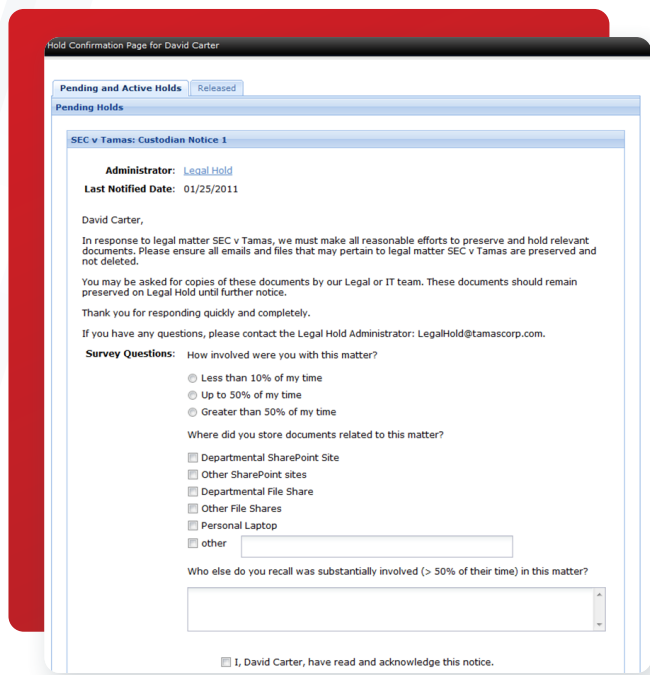 Hold Confirmation Page for David Carter
Pending and Active Holds
Released
Pending Holds
SEC v Tamas: Custodian Notice 1
Administrator: Legal Hold
Last Notified Date: 01/25/2011
David Carter,
In response to legal matter SEC v Tamas, we must make all reasonable efforts to preserve and hold relevant
documents. Please ensure all emails and files that may pertain to legal matter SEC v Tamas are preserved and
not deleted.
You may be asked for copies of these documents by our Legal or IT team. These documents should remain
preserved on Legal Hold until further notice.
Thank you for responding quickly and completely.
If you have any questions, please contact the Legal Hold Administrator: LegalHold@tamascorp.com.
Survey Questions: How involved were you with this matter?
Less than 10% of my time
Up to 50% of my time
Greater than 50% of my time
Where did you store documents related to this matter?
Departmental SharePoint Site
Other SharePoint sites
Departmental File Share
Other File Shares
Personal Laptop
other
Who else do you recall was substantially involved (> 50% of their time) in this matter?
I, David Carter, have read and acknowledge this notice.